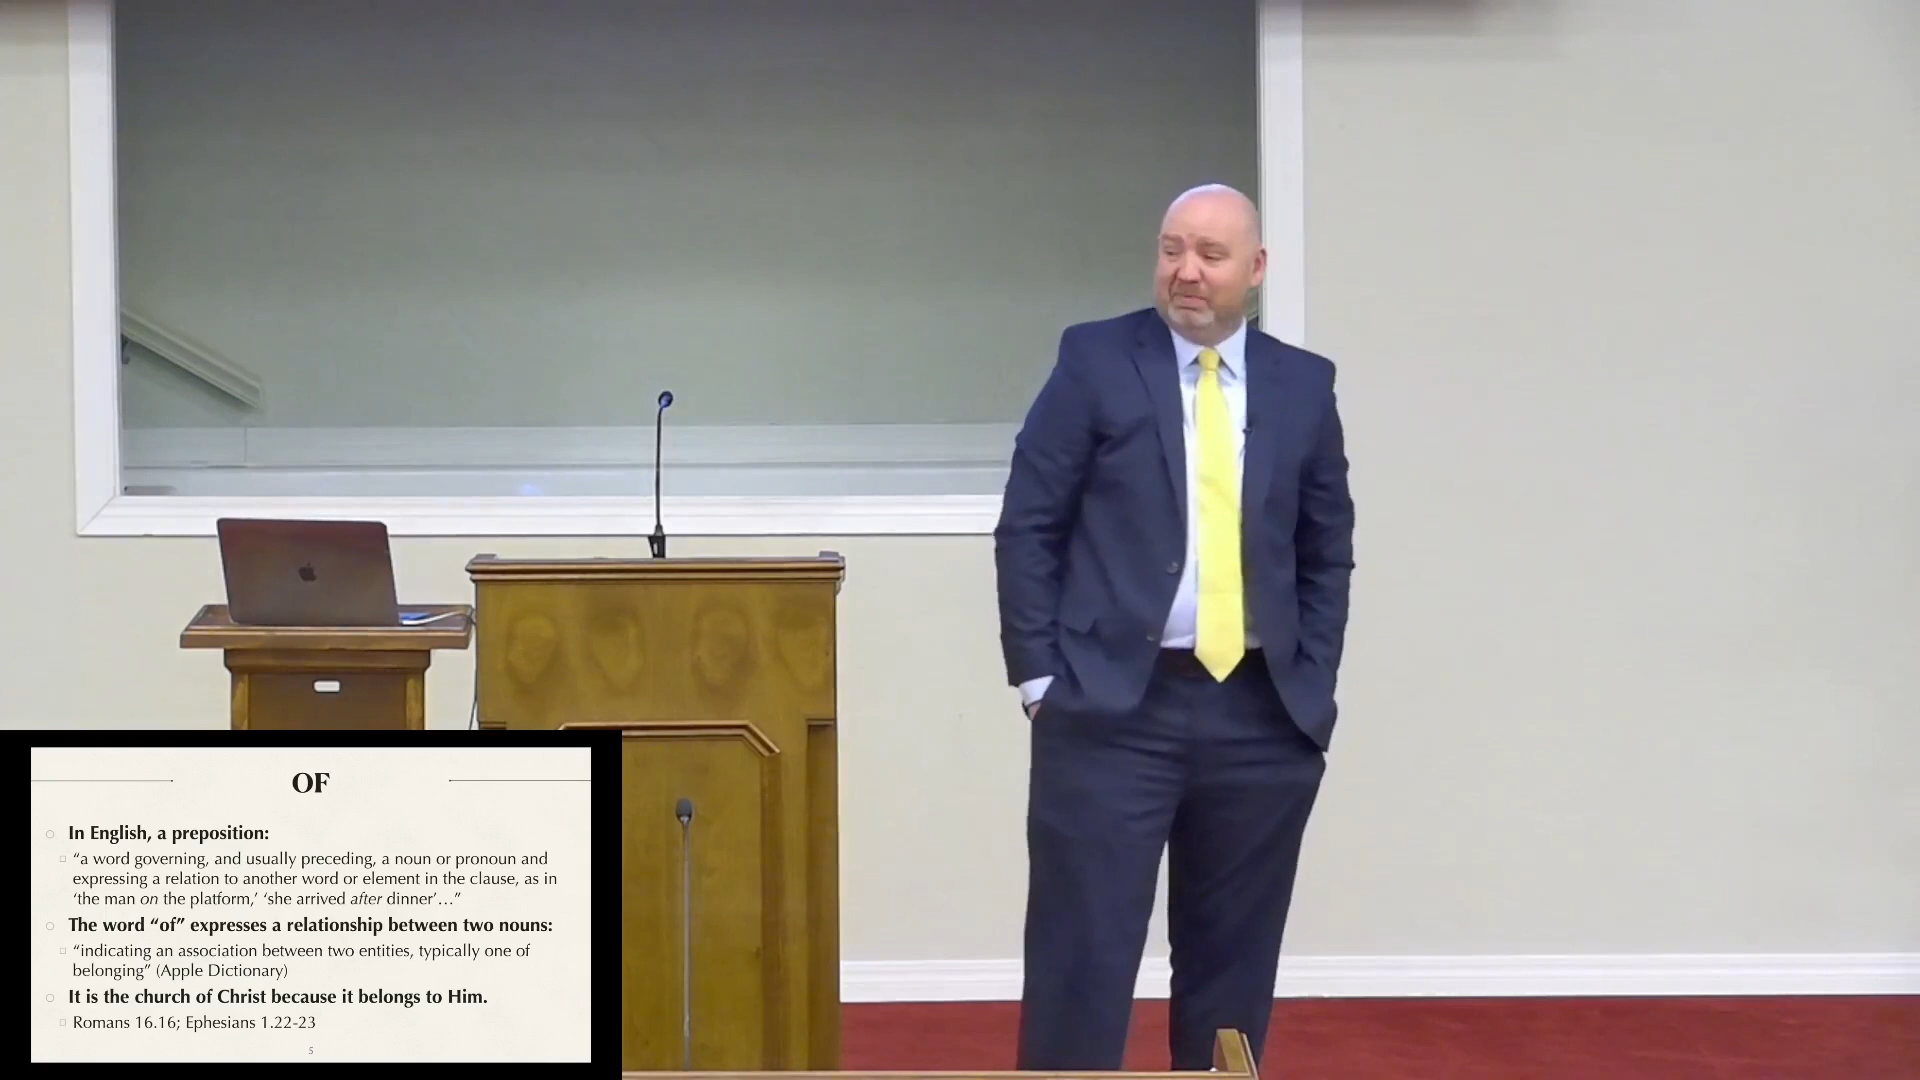 OF
In English, a preposition:
“a word governing, and usually preceding, a noun or pronoun and
expressing a relation to another word or element in the clause, as in
‘the man on the platform,’ ‘she arrived after dinner’…”
The word “of” expresses a relationship between two nouns:
“indicating an association between two entities, typically one of
belonging” (Apple Dictionary)
It is the church of Christ because it belongs to Him.
Romans 16.16; Ephesians 1.22-23
5